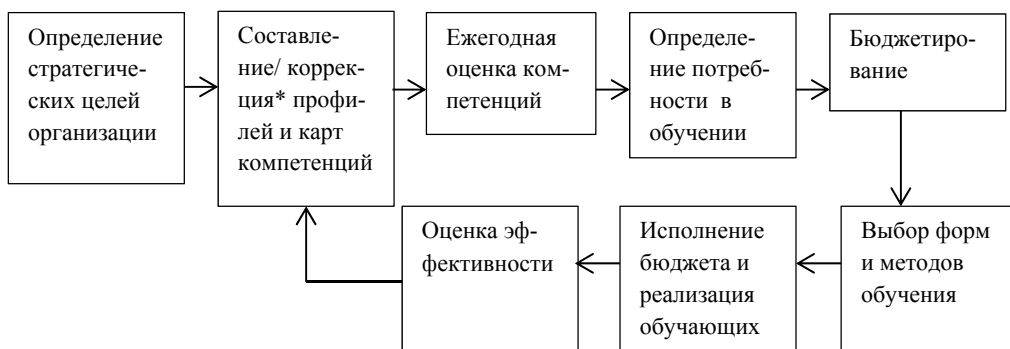 Определение
стратегиче-
ских целей
организации
Составле-
ние/ коррек-
ция* профи-
лей и карт
компетенций
Ежегодная
оценка ком-
петенций
Определе-
ние потреб-
ности  в
обучении
Бюджетиро-
вание
Выбор форм
и методов
обучения
Исполнение
бюджета и
реализация
обучающих
Оценка эф-
фективности